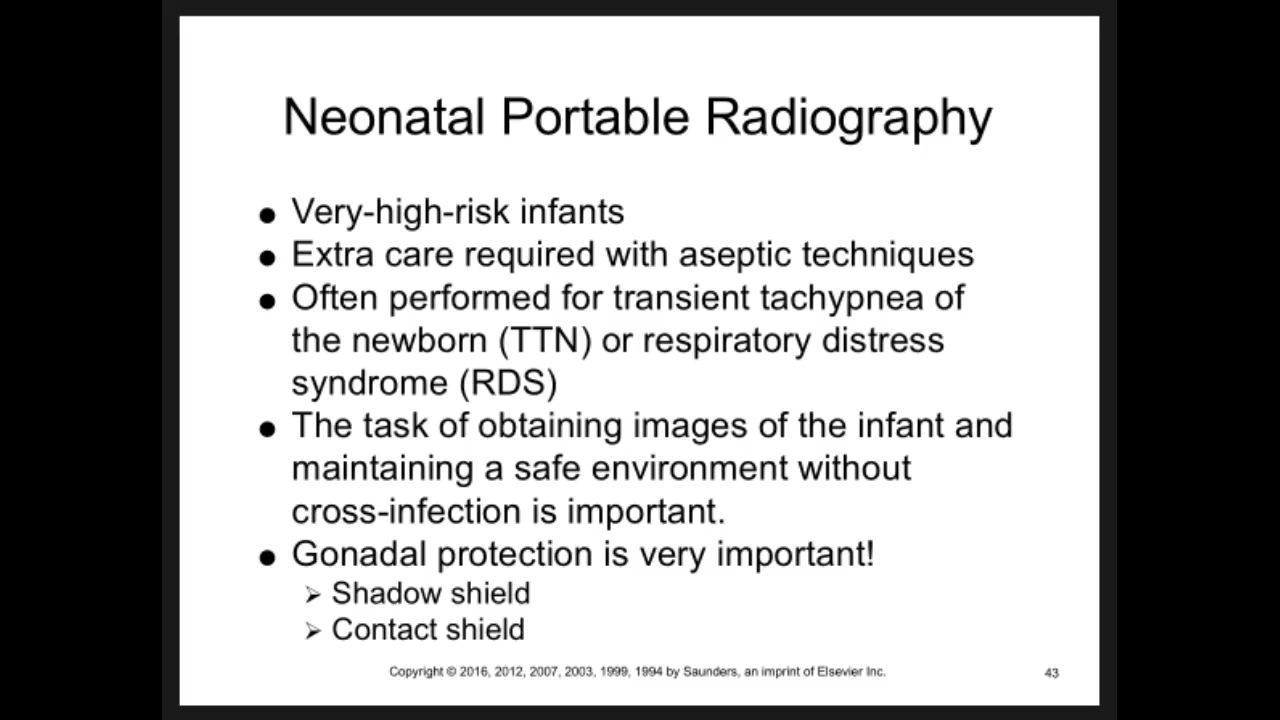 Neonatal Portable Radiography
● Very-high-risk infants
● Extra care required with aseptic techniques
● Often performed for transient tachypnea of
the newborn (TTN) or respiratory distress
syndrome (RDS)
● The task of obtaining images of the infant and
maintaining a safe environment without
cross-infection is important.
● Gonadal protection is very important!
➢ Shadow shield
➢ Contact shield
Copyright © 2016, 2012, 2007, 2003, 1999, 1994 by Saunders, an imprint of Elsevier Inc.
43